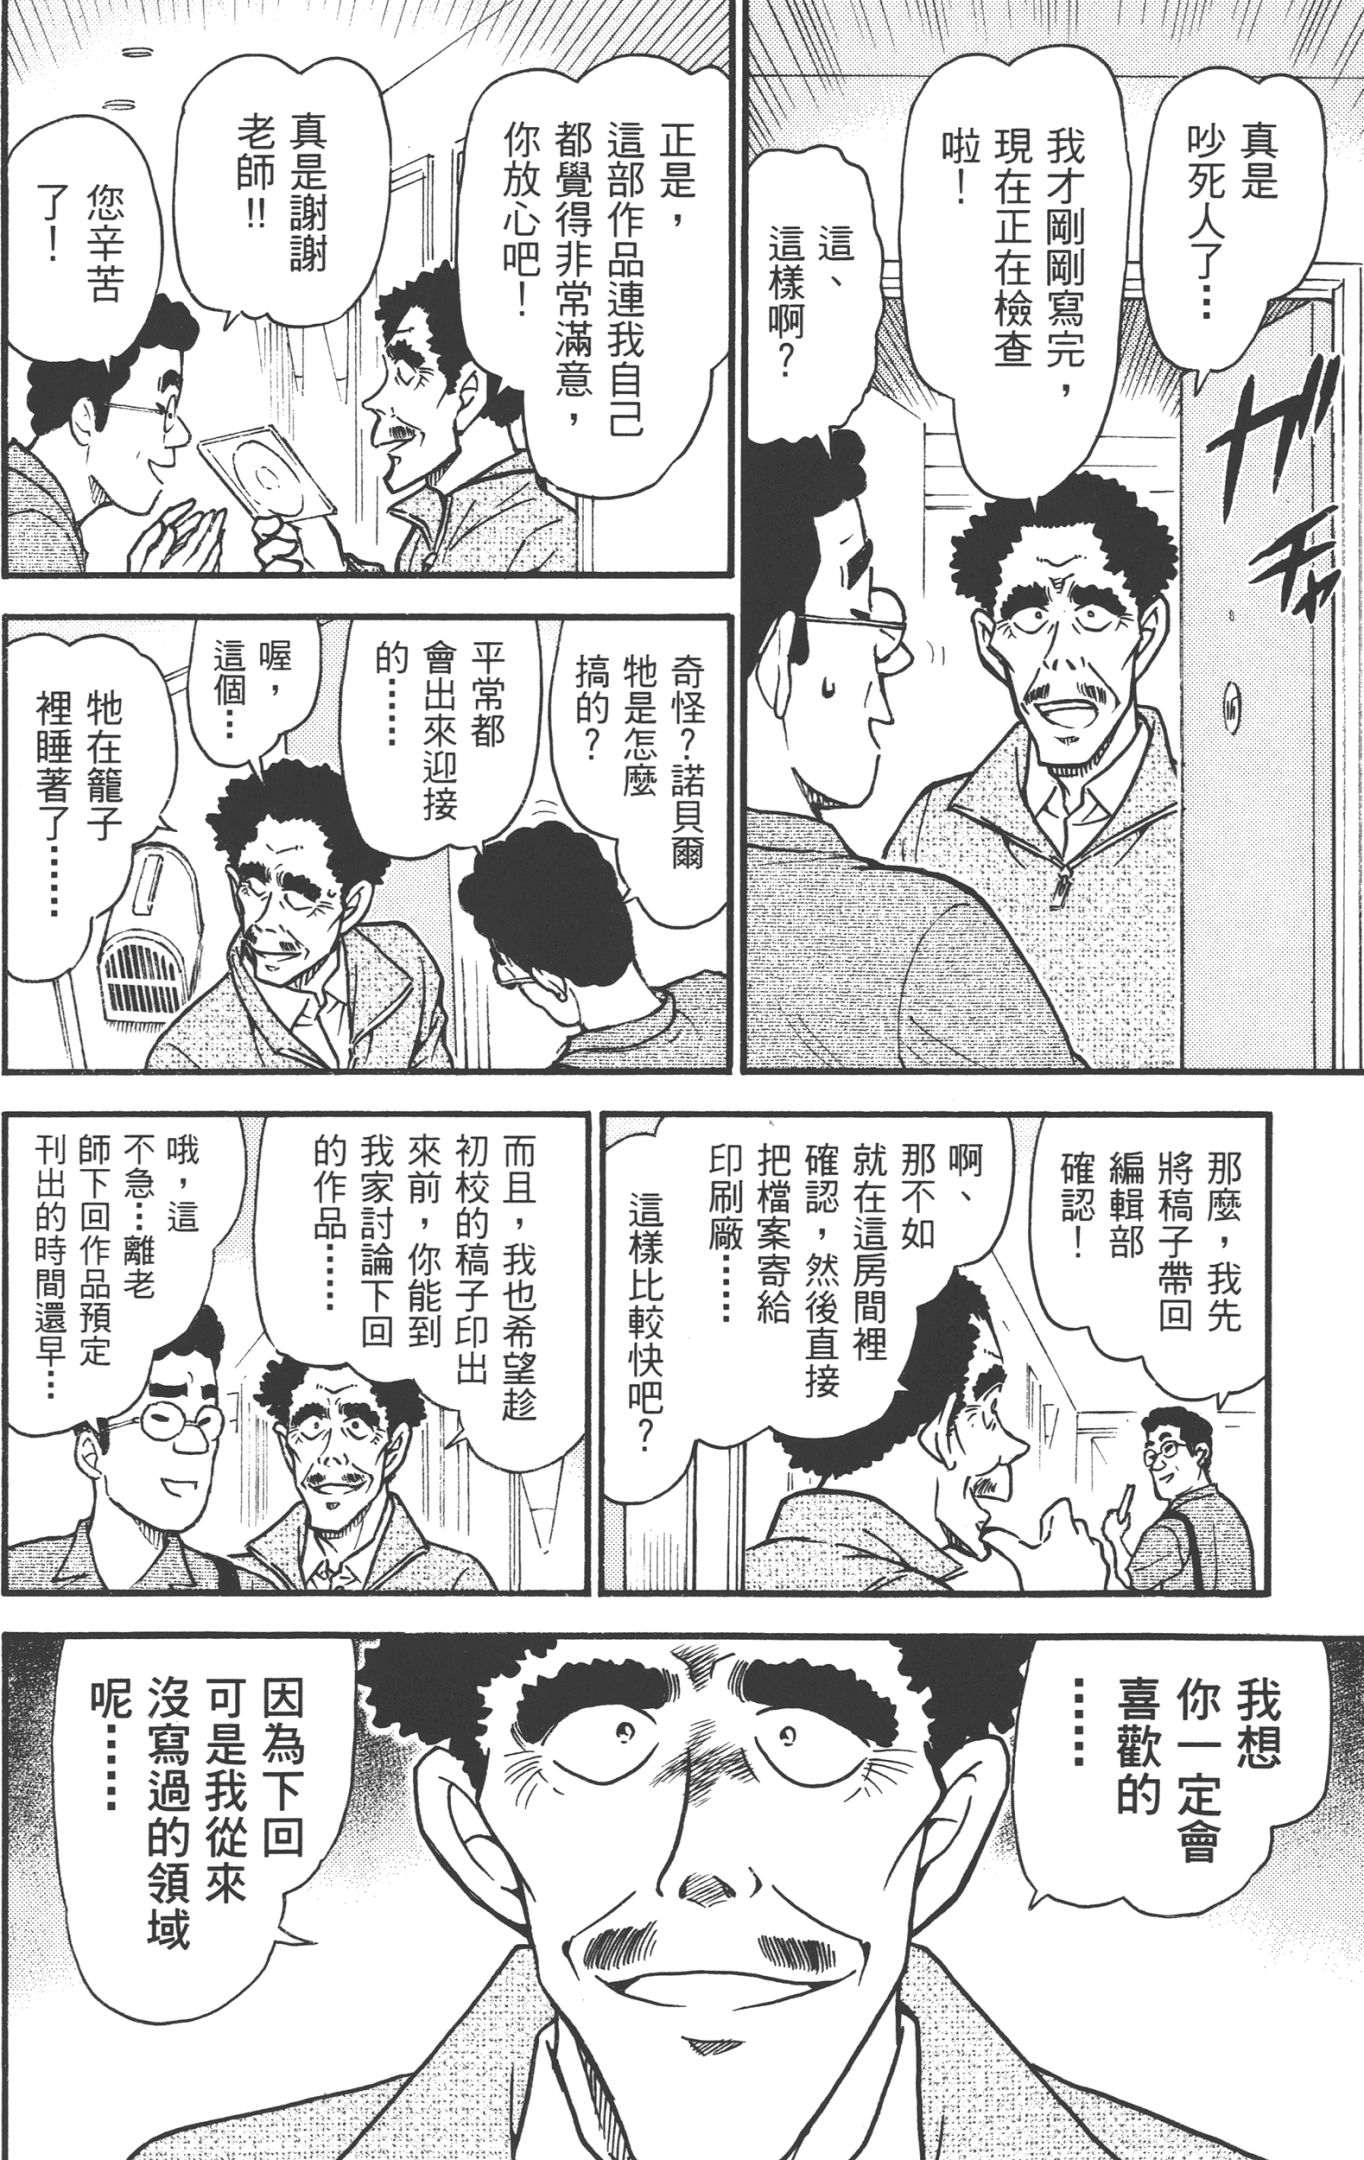 真是
吵死人了…
我才剛剛寫完，
現在正在檢查
啦！
這、
這樣啊？
ガチャ
正是，
這部作品連我自己
都覺得非常滿意，
你放心吧！
真是謝謝
老師!!
您辛苦
了！
奇怪？諾貝爾
牠是怎麼
搞的？
平常都
會出來迎接
的……
喔，
這個…
牠在籠子
裡睡著了……
那麼，我先
將稿子帶回
編輯部
確認！
啊、
那不如
就在這房間裡
確認，然後直接
把檔案寄給
印刷廠……
這樣比較快吧？
而且，我也希望趁
初校的稿子印出
來前，你能到
我家討論下回
的作品……
哦，這
不急…離老
師下回作品預定
刊出的時間還早…
我想
你一定會
喜歡的
……
因為下回
可是我從來
沒寫過的領域
呢……